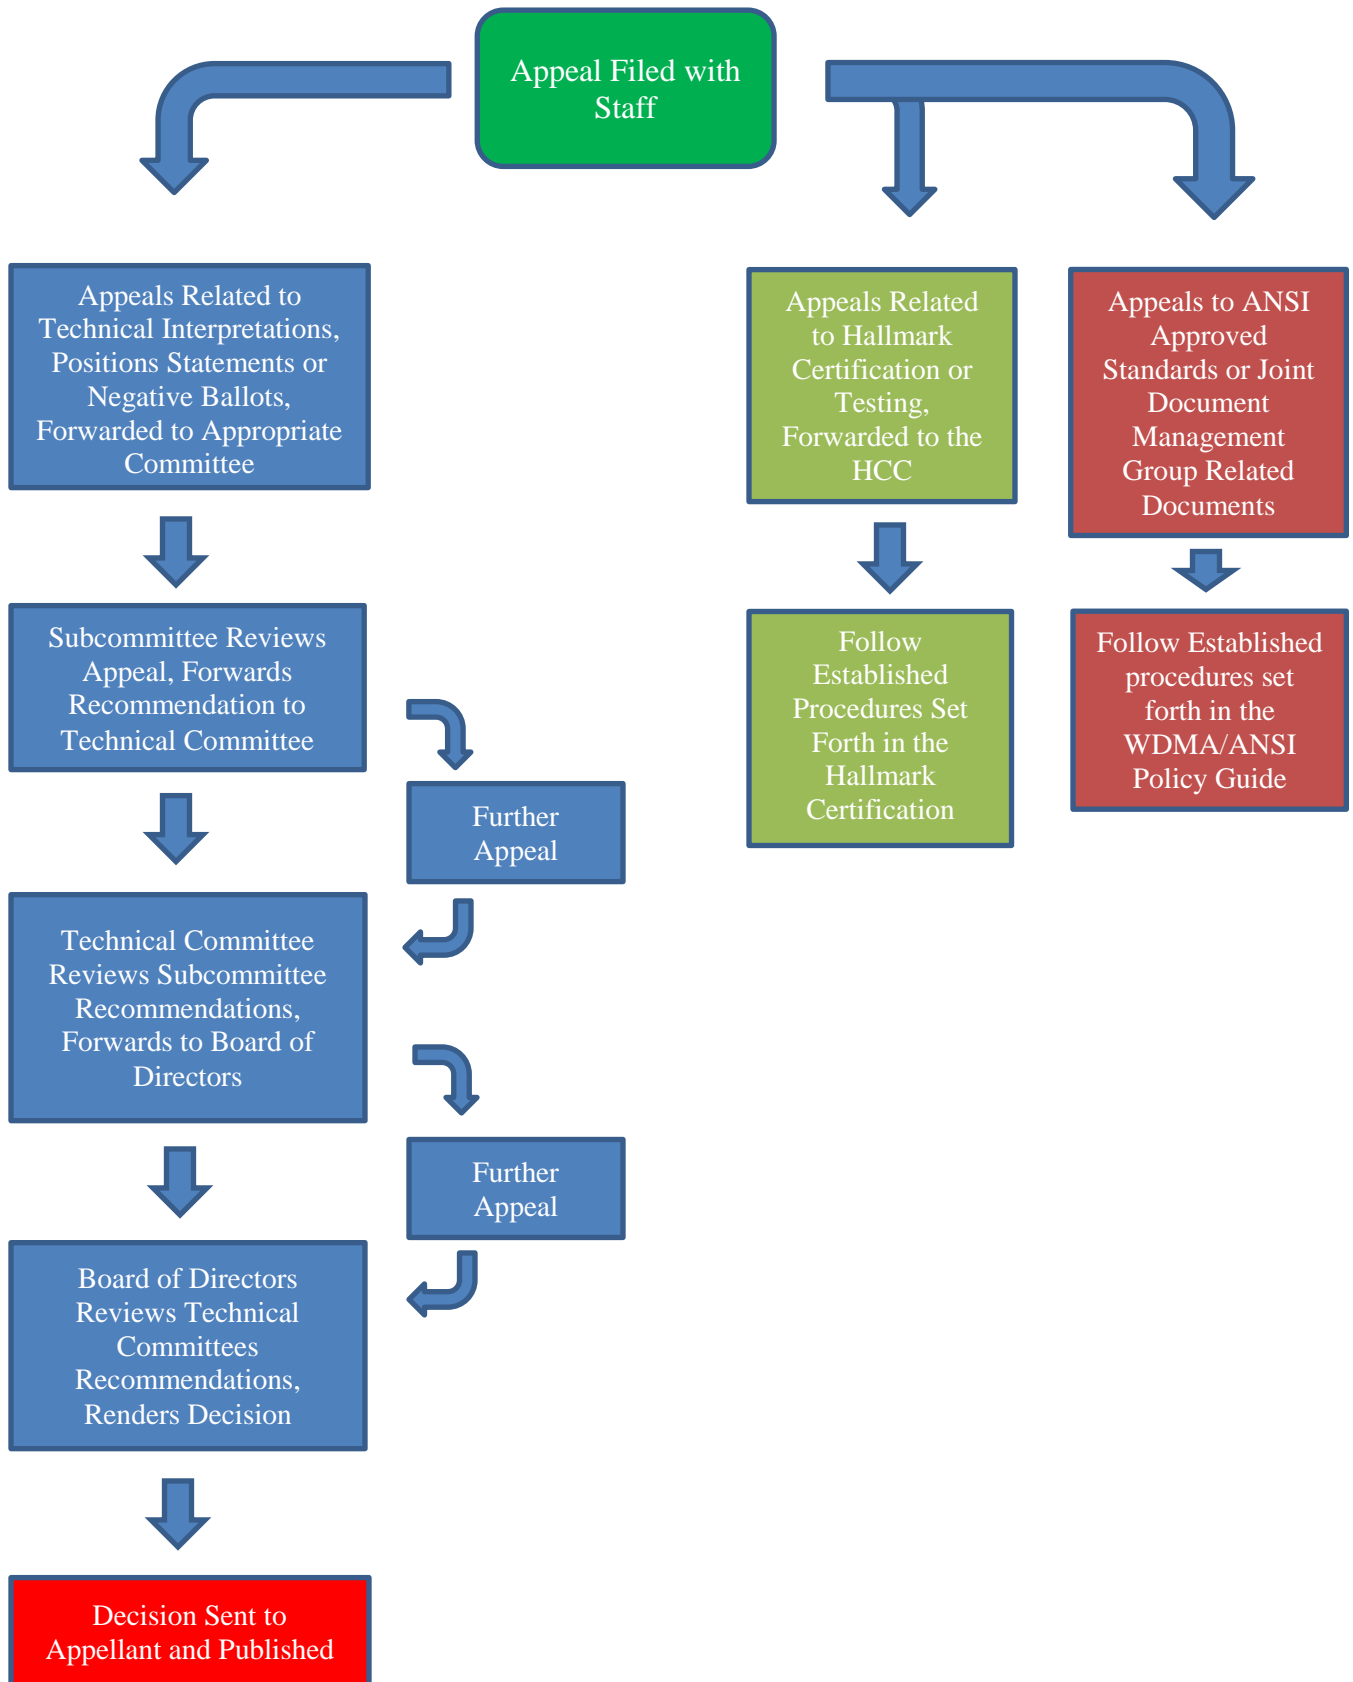 Appeal Filed with
Staff
Appeals Related to
Technical Interpretations,
Positions Statements or
Negative Ballots,
Forwarded to Appropriate
Committee
Appeals Related
to Hallmark
Certification or
Testing,
Forwarded to the
HCC
Appeals to ANSI
Approved
Standards or Joint
Document
Management
Group Related
Documents
Subcommittee Reviews
Appeal, Forwards
Recommendation to
Technical Committee
Follow
Established
Procedures Set
Forth in the
Hallmark
Certification
Follow Established
procedures set
forth in the
WDMA/ANSI
Policy Guide
Further
Appeal
Technical Committee
Reviews Subcommittee
Recommendations,
Forwards to Board of
Directors
Further
Appeal
Board of Directors
Reviews Technical
Committees
Recommendations,
Renders Decision
Decision Sent to
Appellant and Published